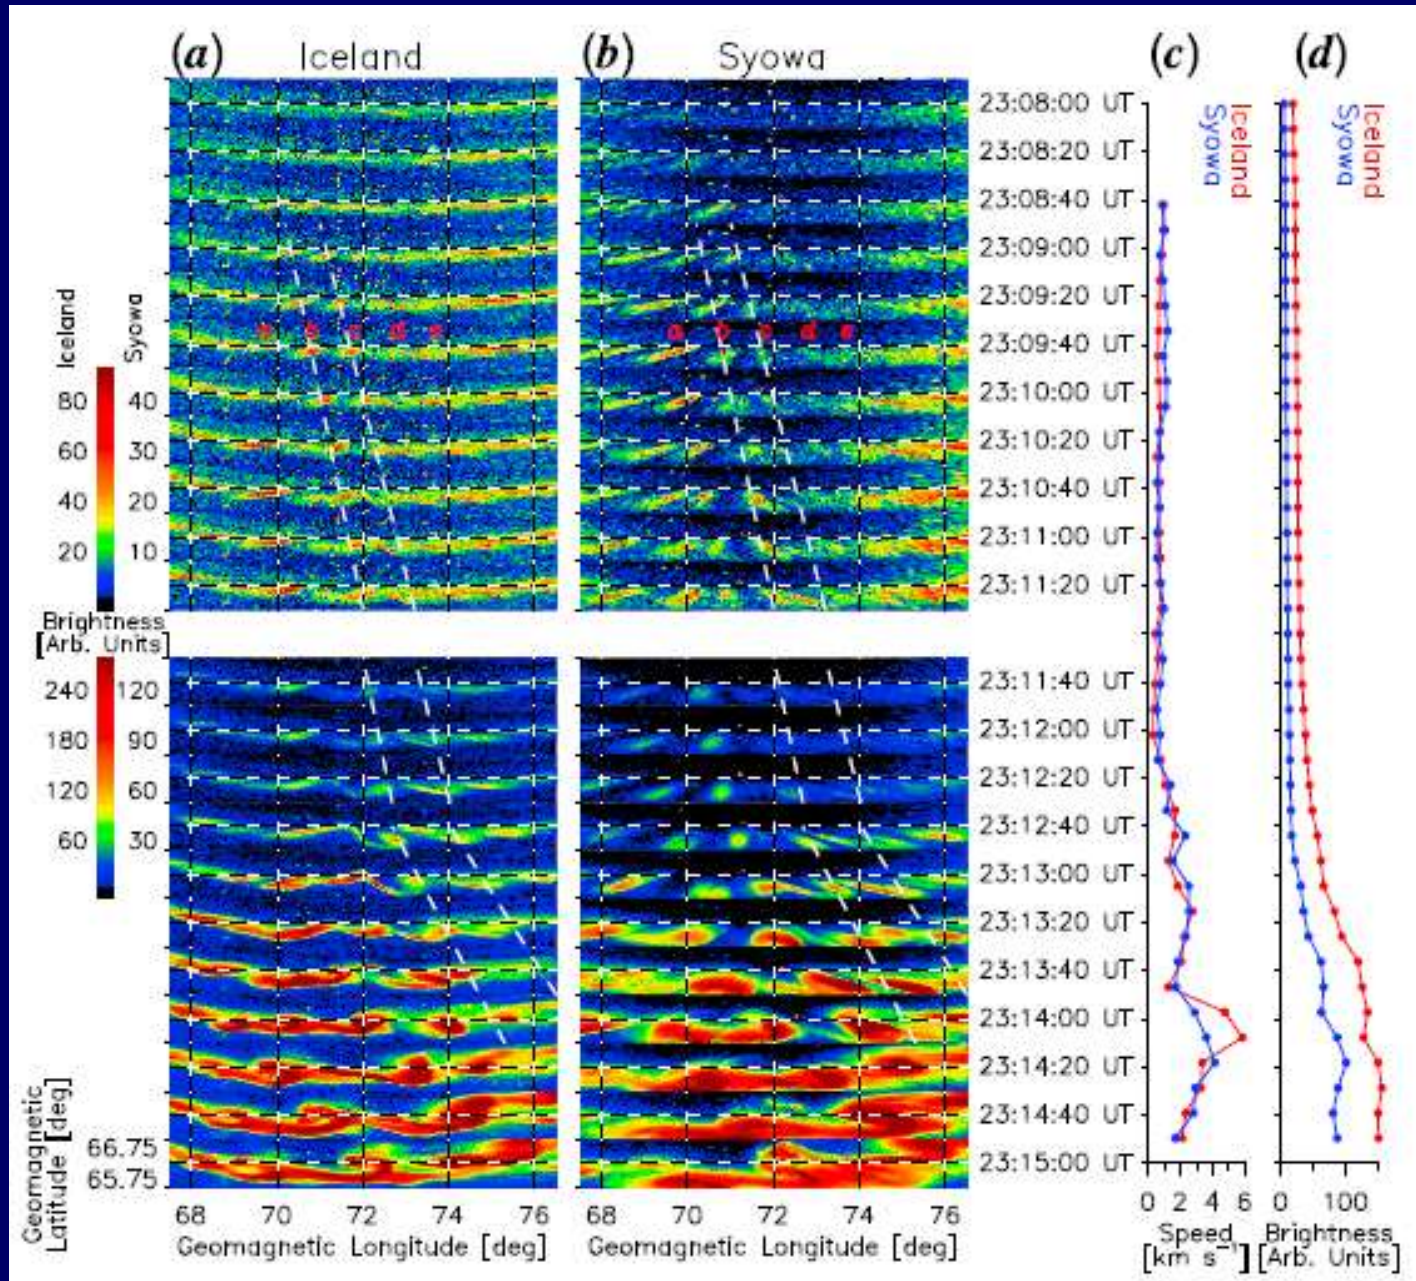 (a) Iceland
(b) Syowa
(c)
(d)
Iceland
Syowa
80 40
60 30
40 20
20 10
Brightness
[Arb. Units]
240 120
180 90
120 60
60 30
a b c d e
a b c d e
23:08:00 UT
23:08:20 UT
23:08:40 UT
23:09:00 UT
23:09:20 UT
23:09:40 UT
23:10:00 UT
23:10:20 UT
23:10:40 UT
23:11:00 UT
23:11:20 UT
23:11:40 UT
23:12:00 UT
23:12:20 UT
23:12:40 UT
23:13:00 UT
23:13:20 UT
23:13:40 UT
23:14:00 UT
23:14:20 UT
23:14:40 UT
23:15:00 UT
Iceland
Syowa
Iceland
Syowa
Geomagnetic
Latitude [deg]
66.75
65.75
68 70 72 74 76
Geomagnetic Longitude [deg]
68 70 72 74 76
Geomagnetic Longitude [deg]
0 2 4 6
Speed
[km s⁻¹]
0 100
Brightness
[Arb. Units]